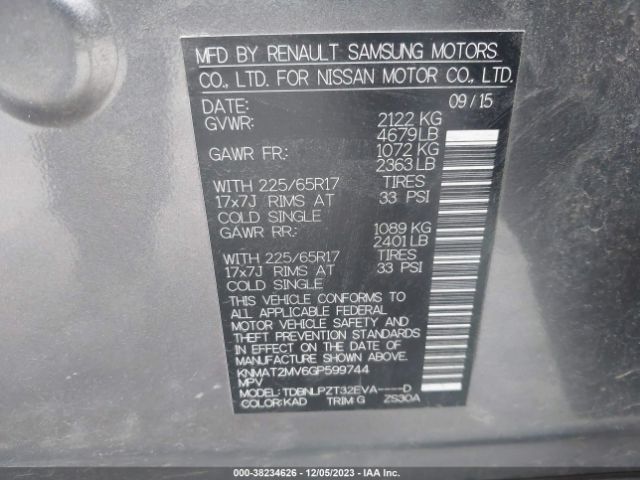 MFD BY RENAULT SAMSUNG MOTORS
CO., LTD. FOR NISSAN MOTOR CO., LTD.
DATE: 09/15
GVWR: 2122 KG
4679LB
GAWR FR.: 1072 KG
2363LB
WITH 225/65R17 TIRES
17x7J RIMS AT 33 PSI
COLD SINGLE
GAWR RR.: 1089 KG
2401LB
WITH 225/65R17 TIRES
17x7J RIMS AT 33 PSI
COLD SINGLE
THIS VEHICLE CONFORMS TO
ALL APPLICABLE FEDERAL
MOTOR VEHICLE SAFETY AND
THEFT PREVENTION STANDARDS
IN EFFECT ON THE DATE OF
MANUFACTURE SHOWN ABOVE.
KNMAT2MV6GP599744
MPV
MODEL: TDBNLPZT32EVA----D
COLOR:KAD TRIM G ZS30A
000-38234626 - 12/05/2023 - IAA Inc.